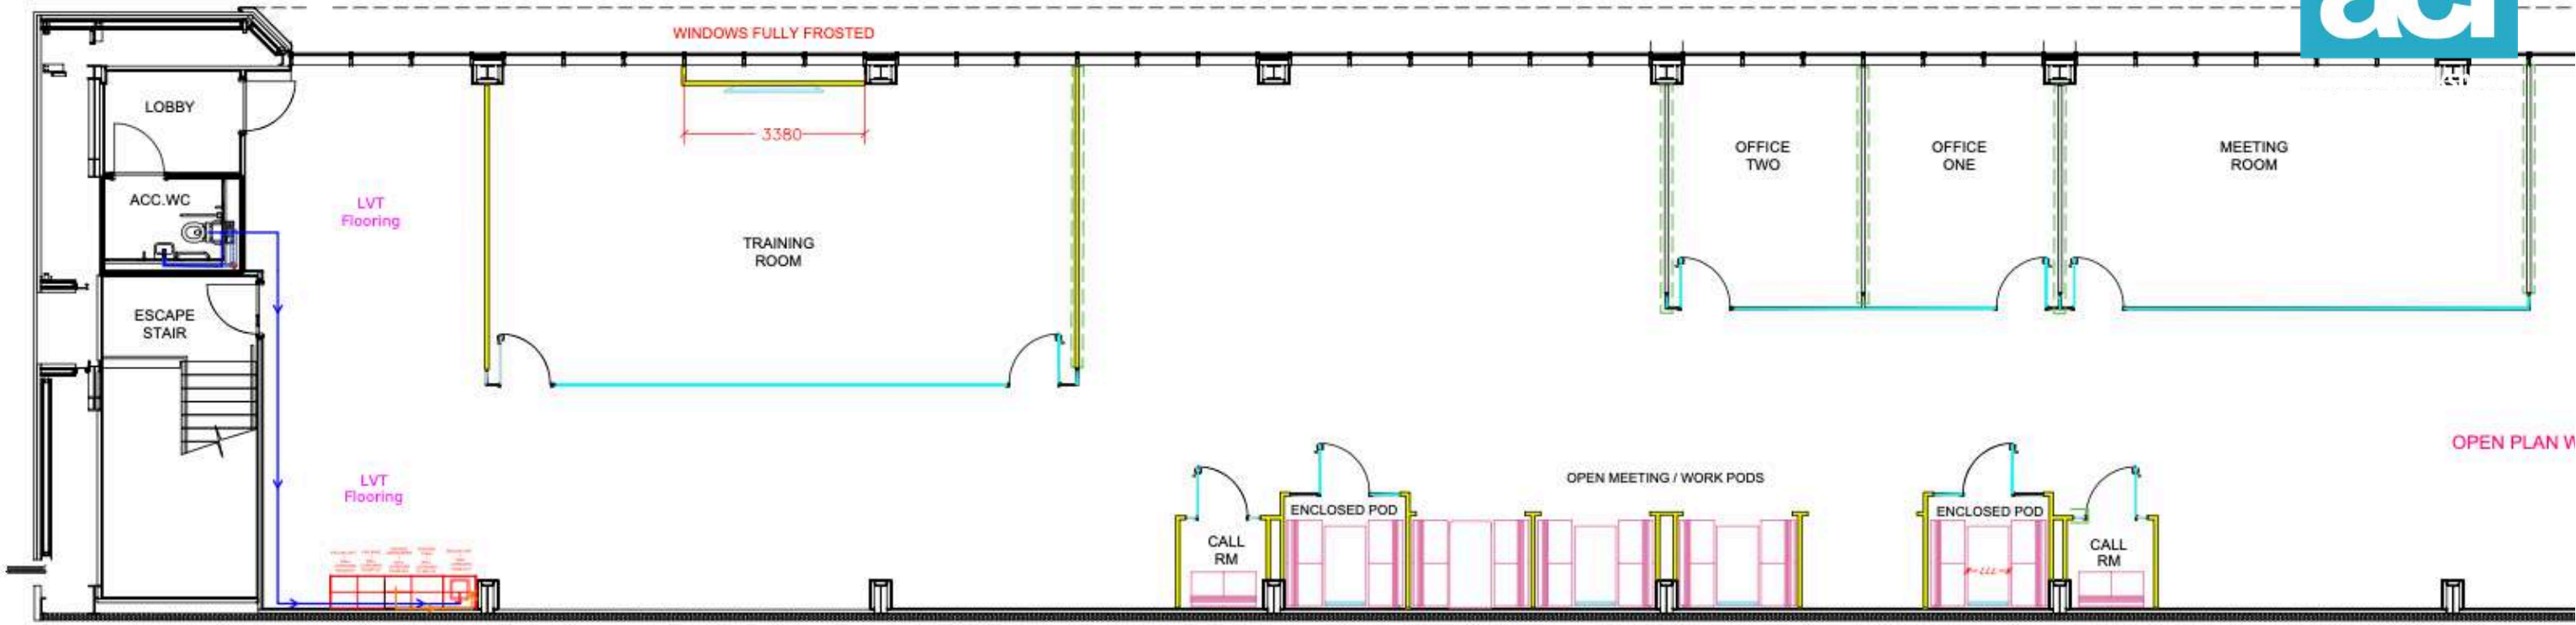 aci
WINDOWS FULLY FROSTED
LOBBY
3380
OFFICE
TWO
OFFICE
ONE
MEETING
ROOM
ACC.WC
LVT
Flooring
TRAINING
ROOM
ESCAPE
STAIR
OPEN PLAN W
LVT
Flooring
OPEN MEETING / WORK PODS
ENCLOSED POD
ENCLOSED POD
CALL
RM
CALL
RM